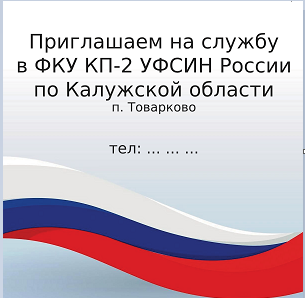 Приглашаем на службу
в ФКУ КП-2 УФСИН России
по Калужской области
п. Товарково
тел: ... ... ...